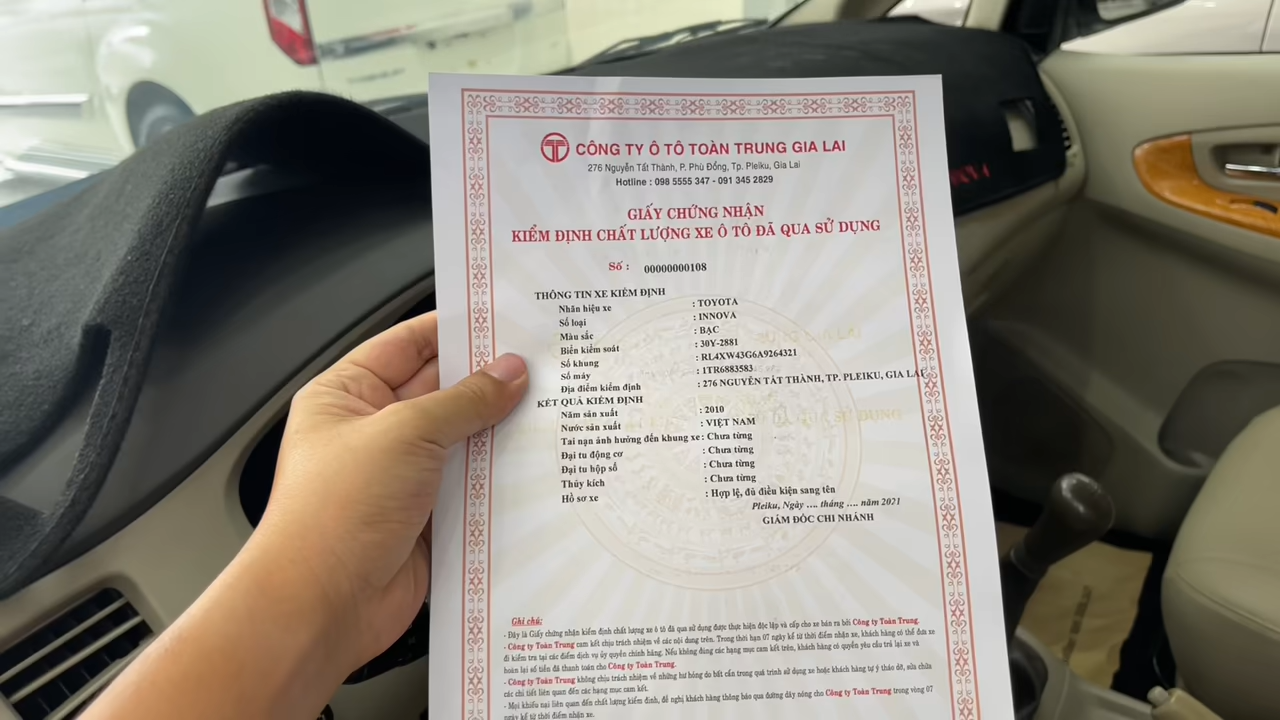 CÔNG TY Ô TÔ TOÀN TRUNG GIA LAI
276 Nguyễn Tất Thành, P. Phù Đổng, Tp. Pleiku, Gia Lai
Hotline : 098 5555 347 - 091 345 2829
GIẤY CHỨNG NHẬN
KIỂM ĐỊNH CHẤT LƯỢNG XE Ô TÔ ĐÃ QUA SỬ DỤNG
Số : 00000000108
THÔNG TIN XE KIỂM ĐỊNH
Nhãn hiệu xe : TOYOTA
Số loại : INNOVA
Màu sắc : BẠC
Biển kiểm soát : 30Y-2881
Số khung : RL4XW43G6A9264321
Số máy : 1TR6883583
Địa điểm kiểm định : 276 NGUYỄN TẤT THÀNH, TP. PLEIKU, GIA LAI
KẾT QUẢ KIỂM ĐỊNH
Năm sản xuất : 2010
Nước sản xuất : VIỆT NAM
Tai nạn ảnh hưởng đến khung xe : Chưa từng
Đại tu động cơ : Chưa từng
Đại tu hộp số : Chưa từng
Thủy kích : Chưa từng
Hồ sơ xe : Hợp lệ, đủ điều kiện sang tên
Pleiku, Ngày .... tháng .... năm 2021
GIÁM ĐỐC CHI NHÁNH
Ghi chú:
- Đây là Giấy chứng nhận kiểm định chất lượng xe ô tô đã qua sử dụng được thực hiện độc lập và cấp cho xe bán ra bởi Công ty Toàn Trung.
- Công ty Toàn Trung cam kết chịu trách nhiệm về các nội dung trên. Trong thời hạn 07 ngày kể từ thời điểm nhận xe, khách hàng có thể đưa xe
đi kiểm tra tại các điểm dịch vụ ủy quyền chính hãng. Nếu không đúng các hạng mục cam kết trên, khách hàng có quyền yêu cầu trả lại xe và
hoàn lại số tiền đã thanh toán cho Công ty Toàn Trung.
- Công ty Toàn Trung không chịu trách nhiệm về những hư hỏng do bất cẩn trong quá trình sử dụng xe hoặc khách hàng tự ý tháo dỡ, sửa chữa
các chi tiết liên quan đến các hạng mục cam kết.
- Mọi khiếu nại liên quan đến chất lượng kiểm định, đề nghị khách hàng thông báo qua đường dây nóng cho Công ty Toàn Trung trong vòng 07
ngày kể từ thời điểm nhận xe.